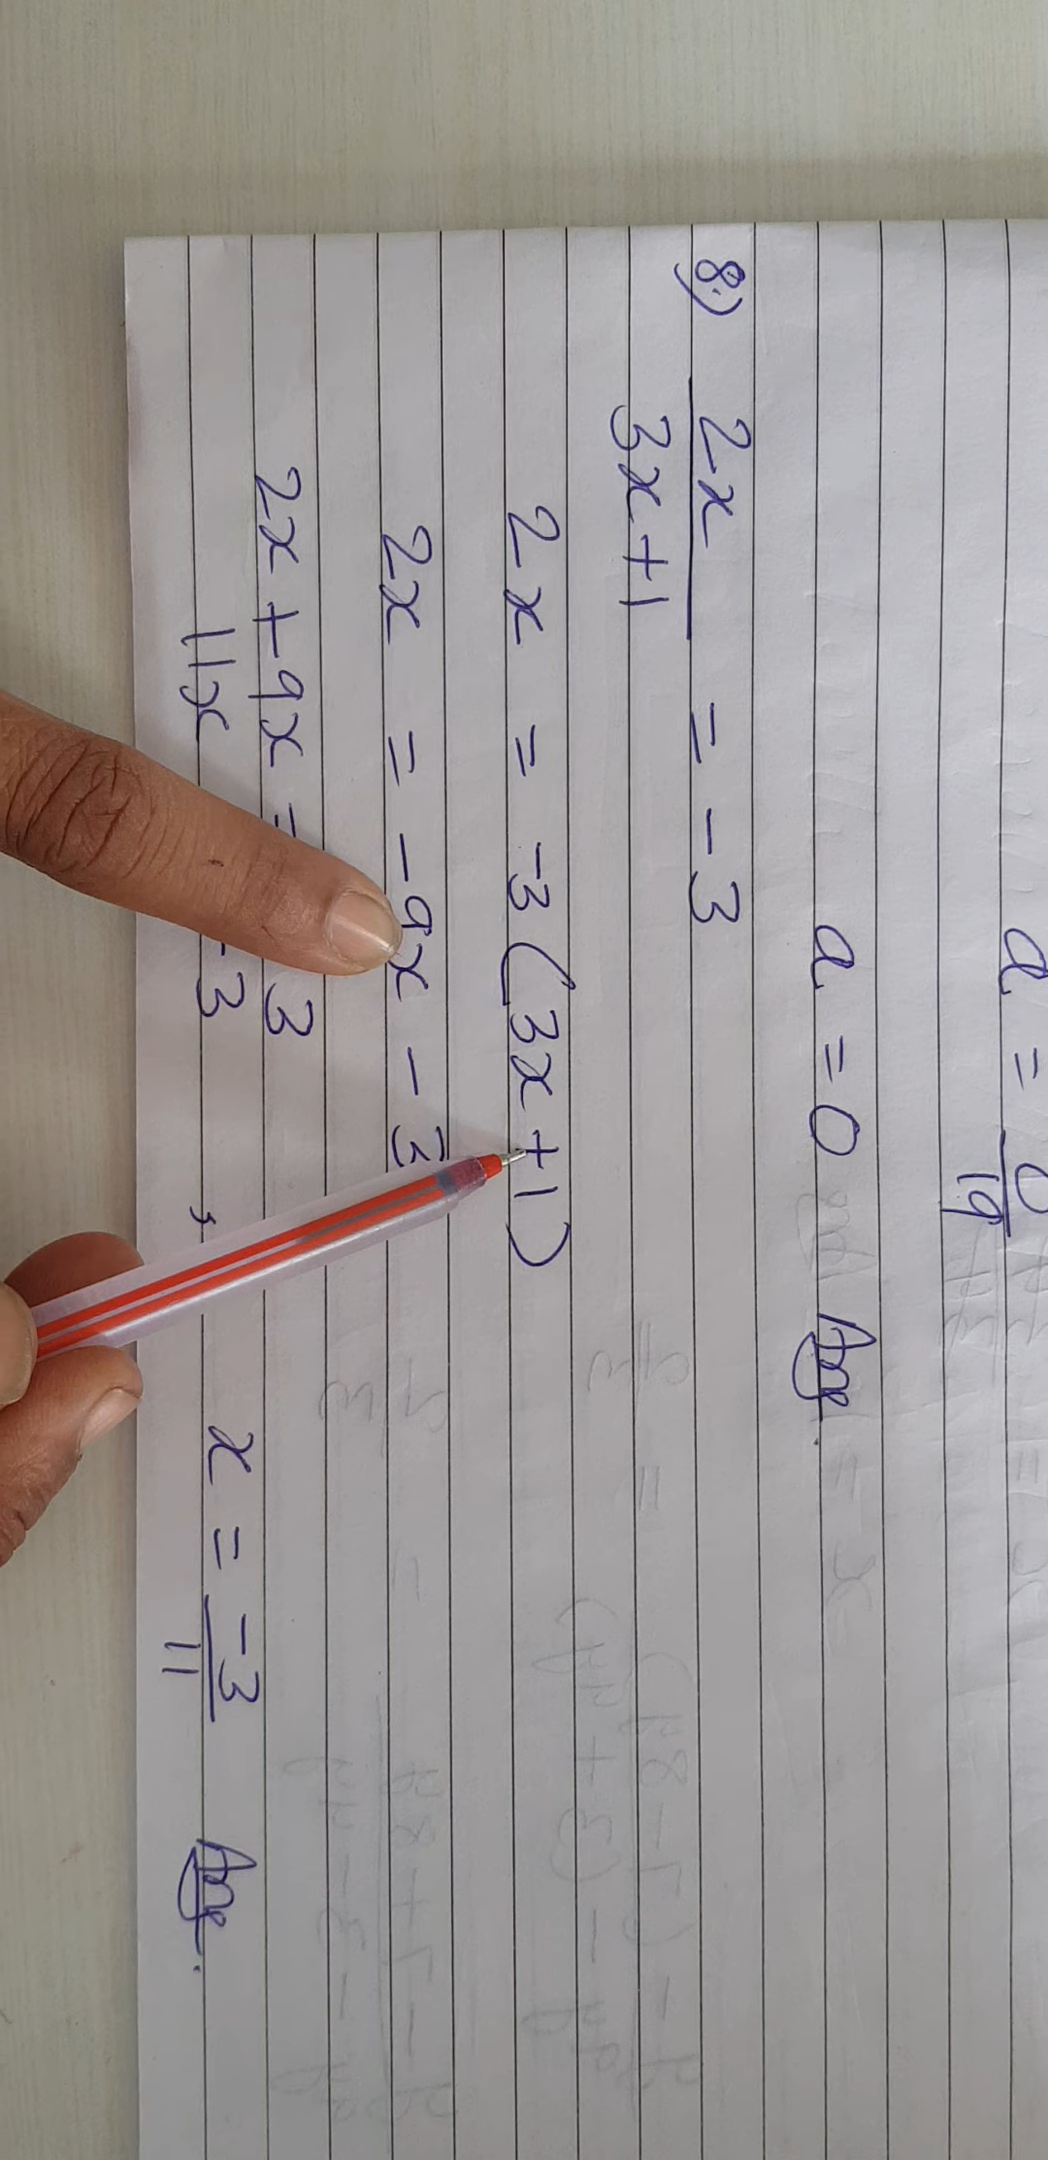 a = 0/19
a = 0 Ans.
8) 2x/3x+1 = -3
2x = -3(3x+1)
2x = -9x - 3
2x + 9x = 3
11x -3 , x = -3/11 Ans.